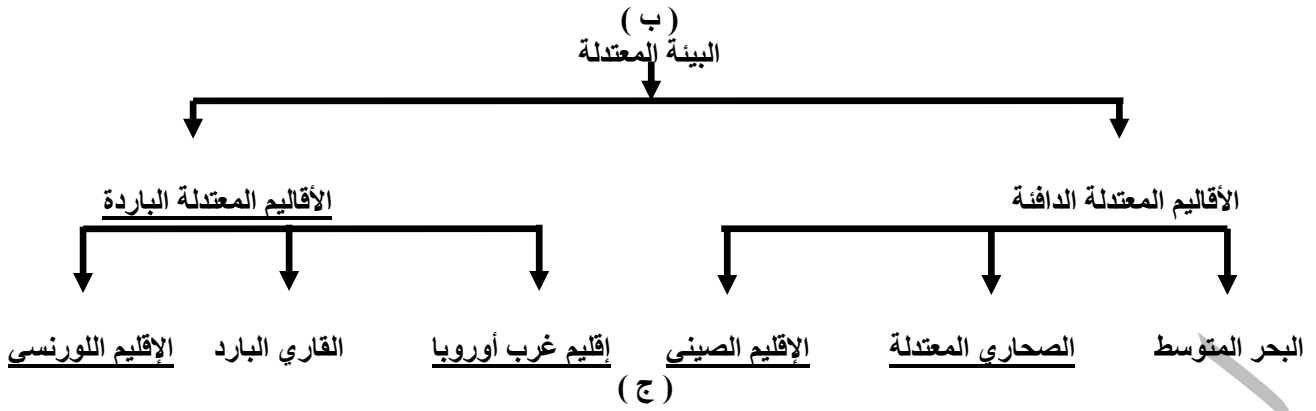 ( ب )
البيئة المعتدلة
الأقاليم المعتدلة الدافئة
الأقاليم المعتدلة الباردة
البحر المتوسط
الصحاري المعتدلة
الإقليم الصيني
إقليم غرب أوروبا
القاري البارد
الإقليم اللورنسي
( ج )